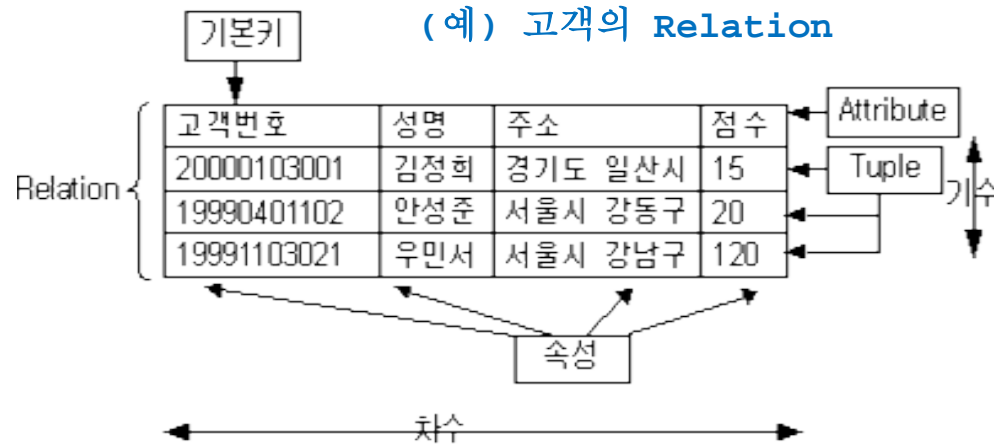 (예) 고객의 Relation
기본키
고객번호 성명 주소 점수
Attribute
20000103001 김정희 경기도 일산시 15
Tuple
Relation
기수
19990401102 안성준 서울시 강동구 20
19991103021 우민서 서울시 강남구 120
속성
차수